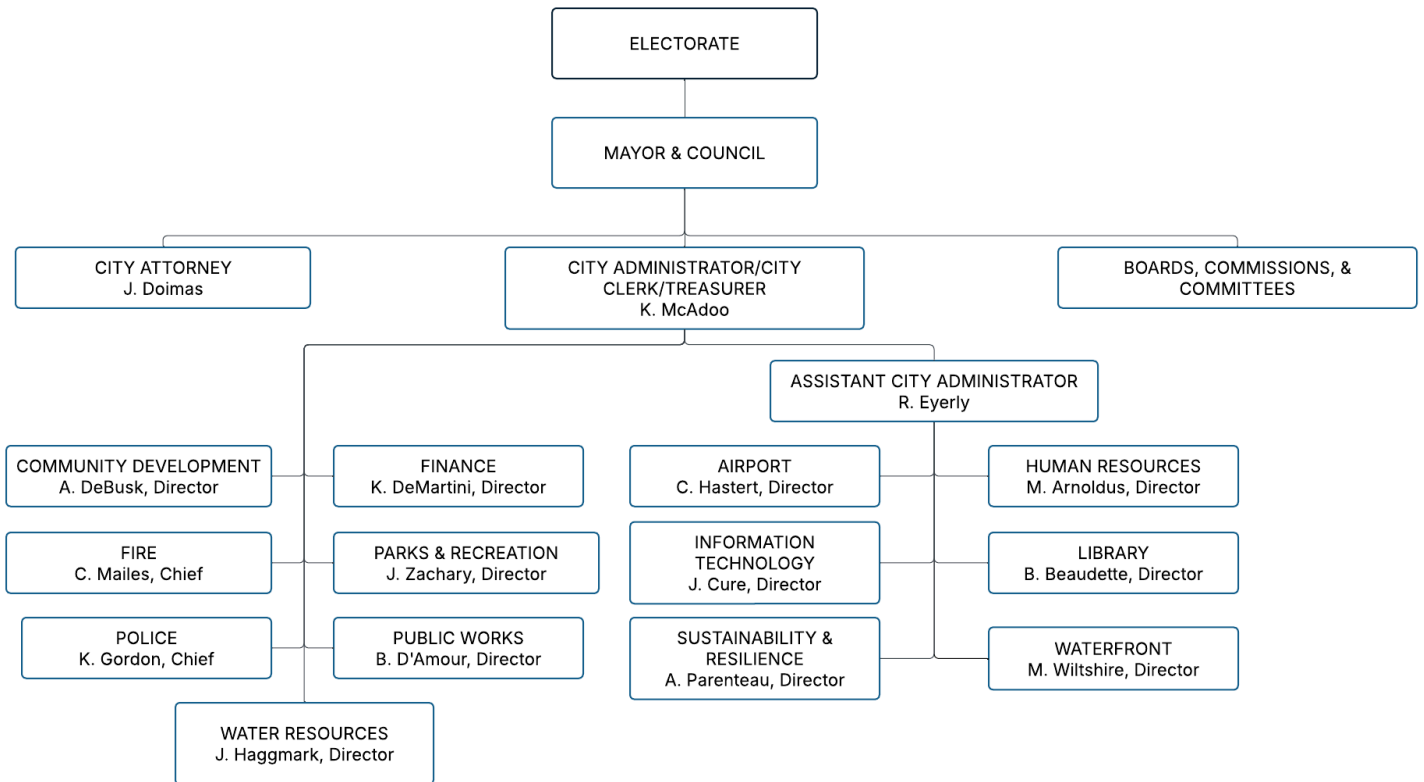 ELECTORATE
MAYOR & COUNCIL
CITY ATTORNEY
J. Doimas
CITY ADMINISTRATOR/CITY
CLERK/TREASURER
K. McAdoo
BOARDS, COMMISSIONS, &
COMMITTEES
ASSISTANT CITY ADMINISTRATOR
R. Eyerly
COMMUNITY DEVELOPMENT
A. DeBusk, Director
FINANCE
K. DeMartini, Director
AIRPORT
C. Hastert, Director
HUMAN RESOURCES
M. Arnoldus, Director
FIRE
C. Mailes, Chief
PARKS & RECREATION
J. Zachary, Director
INFORMATION
TECHNOLOGY
J. Cure, Director
LIBRARY
B. Beaudette, Director
POLICE
K. Gordon, Chief
PUBLIC WORKS
B. D'Amour, Director
SUSTAINABILITY &
RESILIENCE
A. Parenteau, Director
WATERFRONT
M. Wiltshire, Director
WATER RESOURCES
J. Haggmark, Director